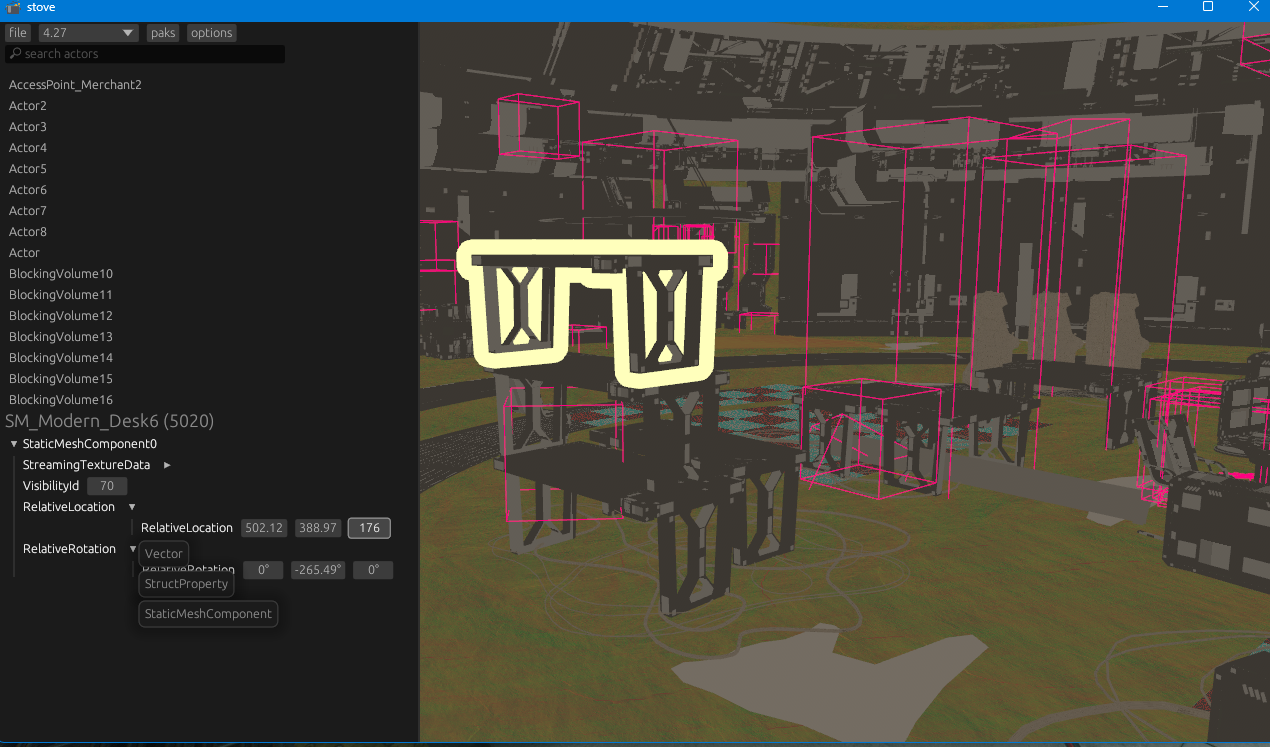 stove
file 4.27 paks options
search actors
AccessPoint_Merchant2
Actor2
Actor3
Actor4
Actor5
Actor6
Actor7
Actor8
Actor
BlockingVolume10
BlockingVolume11
BlockingVolume12
BlockingVolume13
BlockingVolume14
BlockingVolume15
BlockingVolume16
SM_Modern_Desk6 (5020)
StaticMeshComponent0
StreamingTextureData
VisibilityId 70
RelativeLocation
RelativeLocation 502.12 388.97 176
RelativeRotation
Vector
RelativeRotation 0° -265.49° 0°
StructProperty
StaticMeshComponent